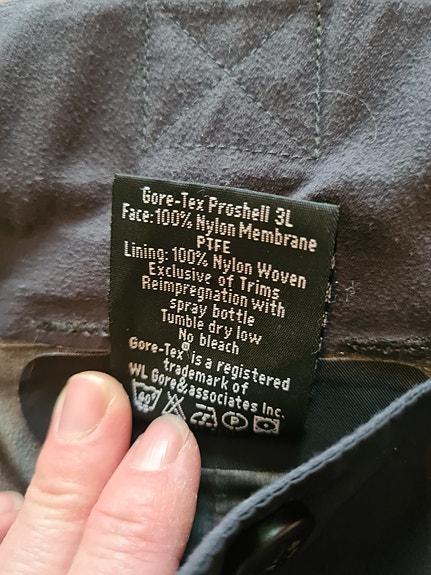 Gore-Tex Proshell 3L
Face:100% Nylon Membrane
PTFE
Lining: 100% Nylon Woven
Exclusive of Trims
Reimpregnation with
spray bottle
Tumble dry low
No bleach
Gore-Tex® is a registered
trademark of
WL Gore&associates Inc.
40° P